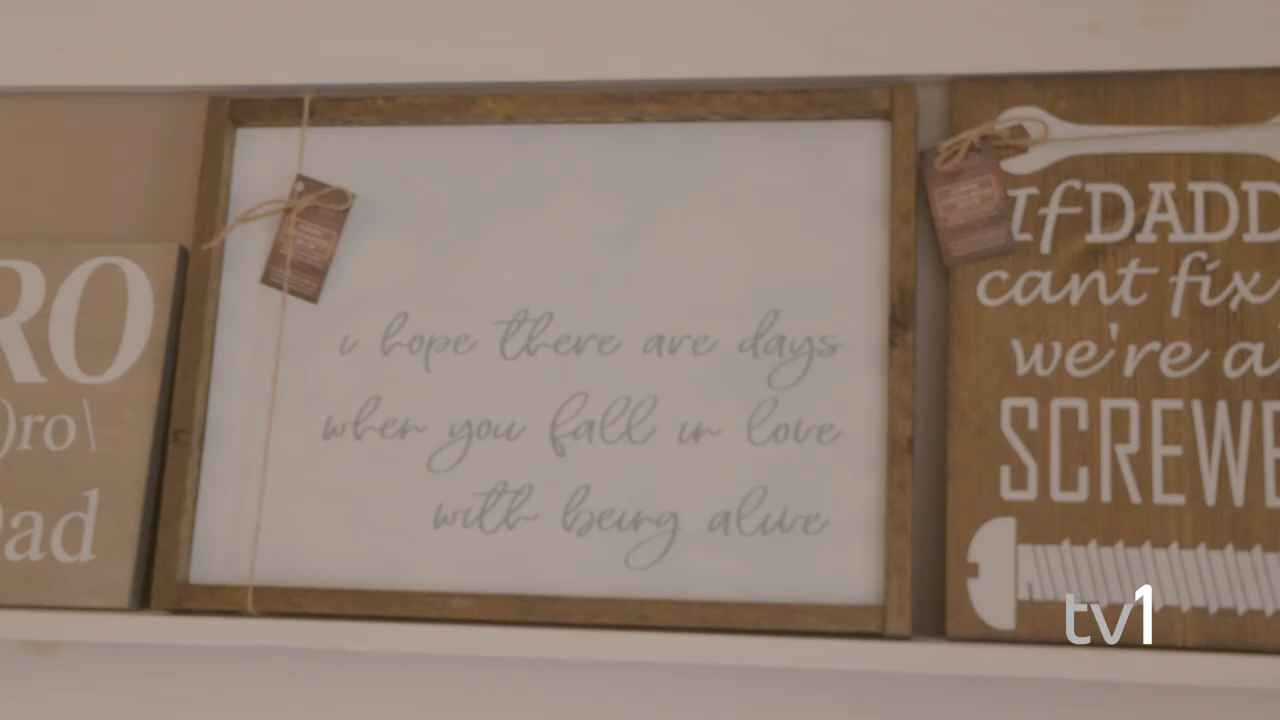 RO
)ro\
Dad
i hope there are days
when you fall in love
with being alive
If DADD
cant fix
we're a
SCREWE
tv1